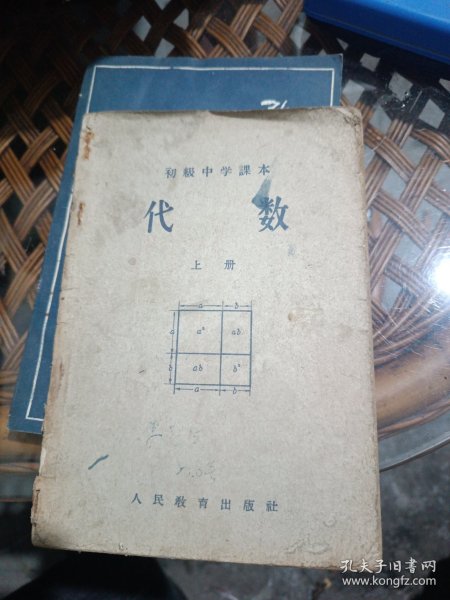 初級中学課本
代数
上册
a b
a a² ab
b ab b²
a b
人民敎育出版社
孔夫子旧书网
www.kongfz.com